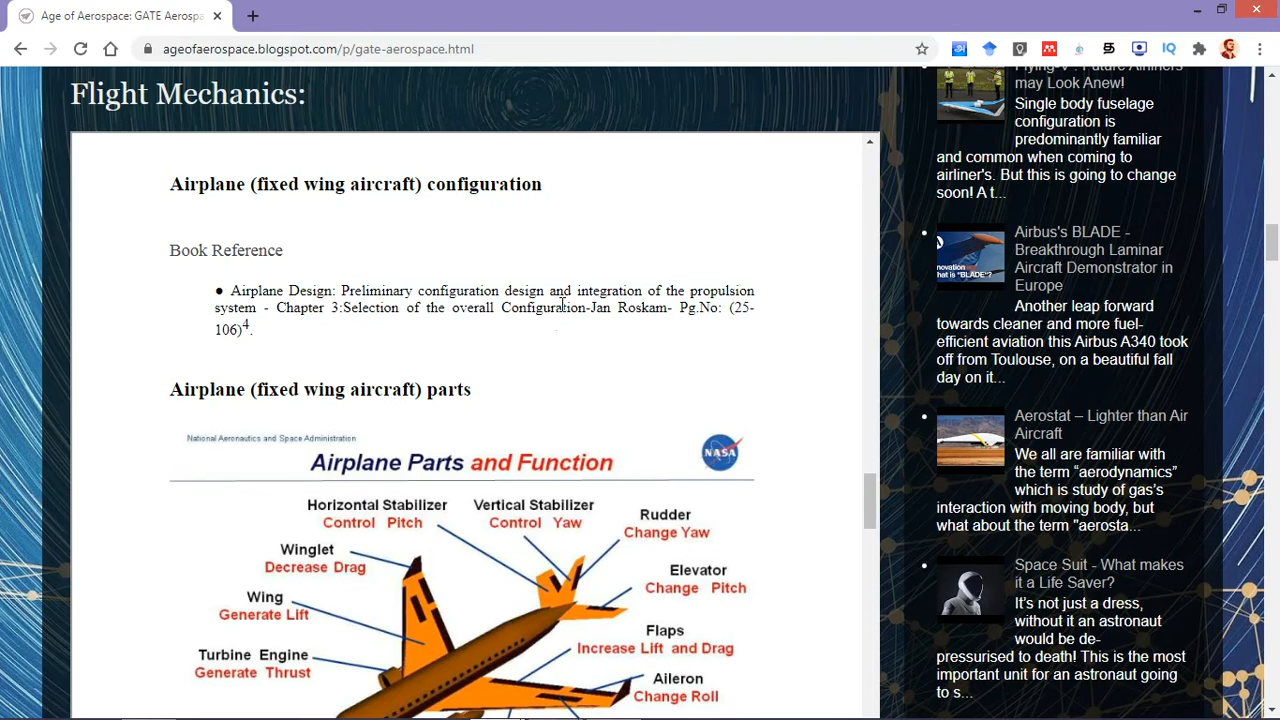 Age of Aerospace: GATE Aerospa
ageofaerospace.blogspot.com/p/gate-aerospace.html
IQ
Flight Mechanics:
Airplane (fixed wing aircraft) configuration
Book Reference
● Airplane Design: Preliminary configuration design and integration of the propulsion
system - Chapter 3:Selection of the overall Configuration-Jan Roskam- Pg.No: (25-
106)4.
Airplane (fixed wing aircraft) parts
National Aeronautics and Space Administration
NASA
Airplane Parts and Function
Horizontal Stabilizer
Control Pitch
Vertical Stabilizer
Control Yaw
Rudder
Change Yaw
Winglet
Decrease Drag
Elevator
Change Pitch
Wing
Generate Lift
Flaps
Increase Lift and Drag
Turbine Engine
Generate Thrust
Aileron
Change Roll
Flying-V : Future Airliners
may Look Anew!
Single body fuselage
configuration is
predominantly familiar
and common when coming to
airliner's. But this is going to change
soon! A t...
Airbus's BLADE -
Breakthrough Laminar
Aircraft Demonstrator in
Europe
Another leap forward
towards cleaner and more fuel-
efficient aviation this Airbus A340 took
off from Toulouse, on a beautiful fall
day on it...
Aerostat – Lighter than Air
Aircraft
We all are familiar with
the term “aerodynamics”
which is study of gas's
interaction with moving body, but
what about the term "aerosta...
Space Suit - What makes
it a Life Saver?
It's not just a dress,
without it an astronaut
would be de-
pressurised to death! This is the most
important unit for an astronaut going
to s...